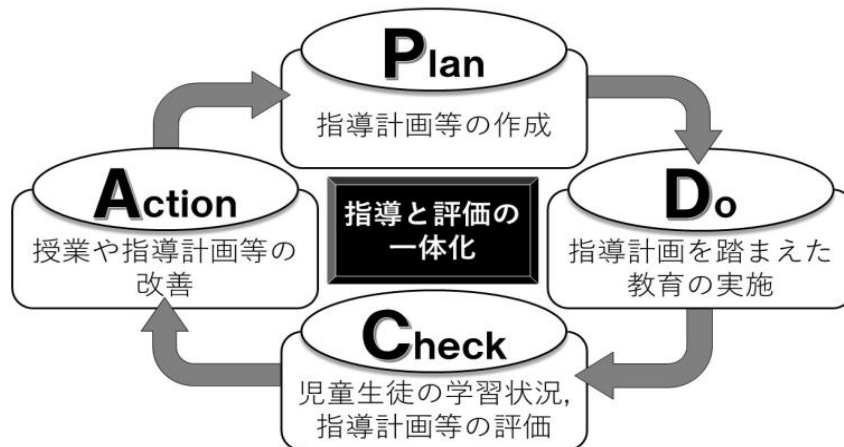 Plan
指導計画等の作成
Action
授業や指導計画等の
改善
指導と評価の
一体化
Do
指導計画を踏まえた
教育の実施
Check
児童生徒の学習状況,
指導計画等の評価